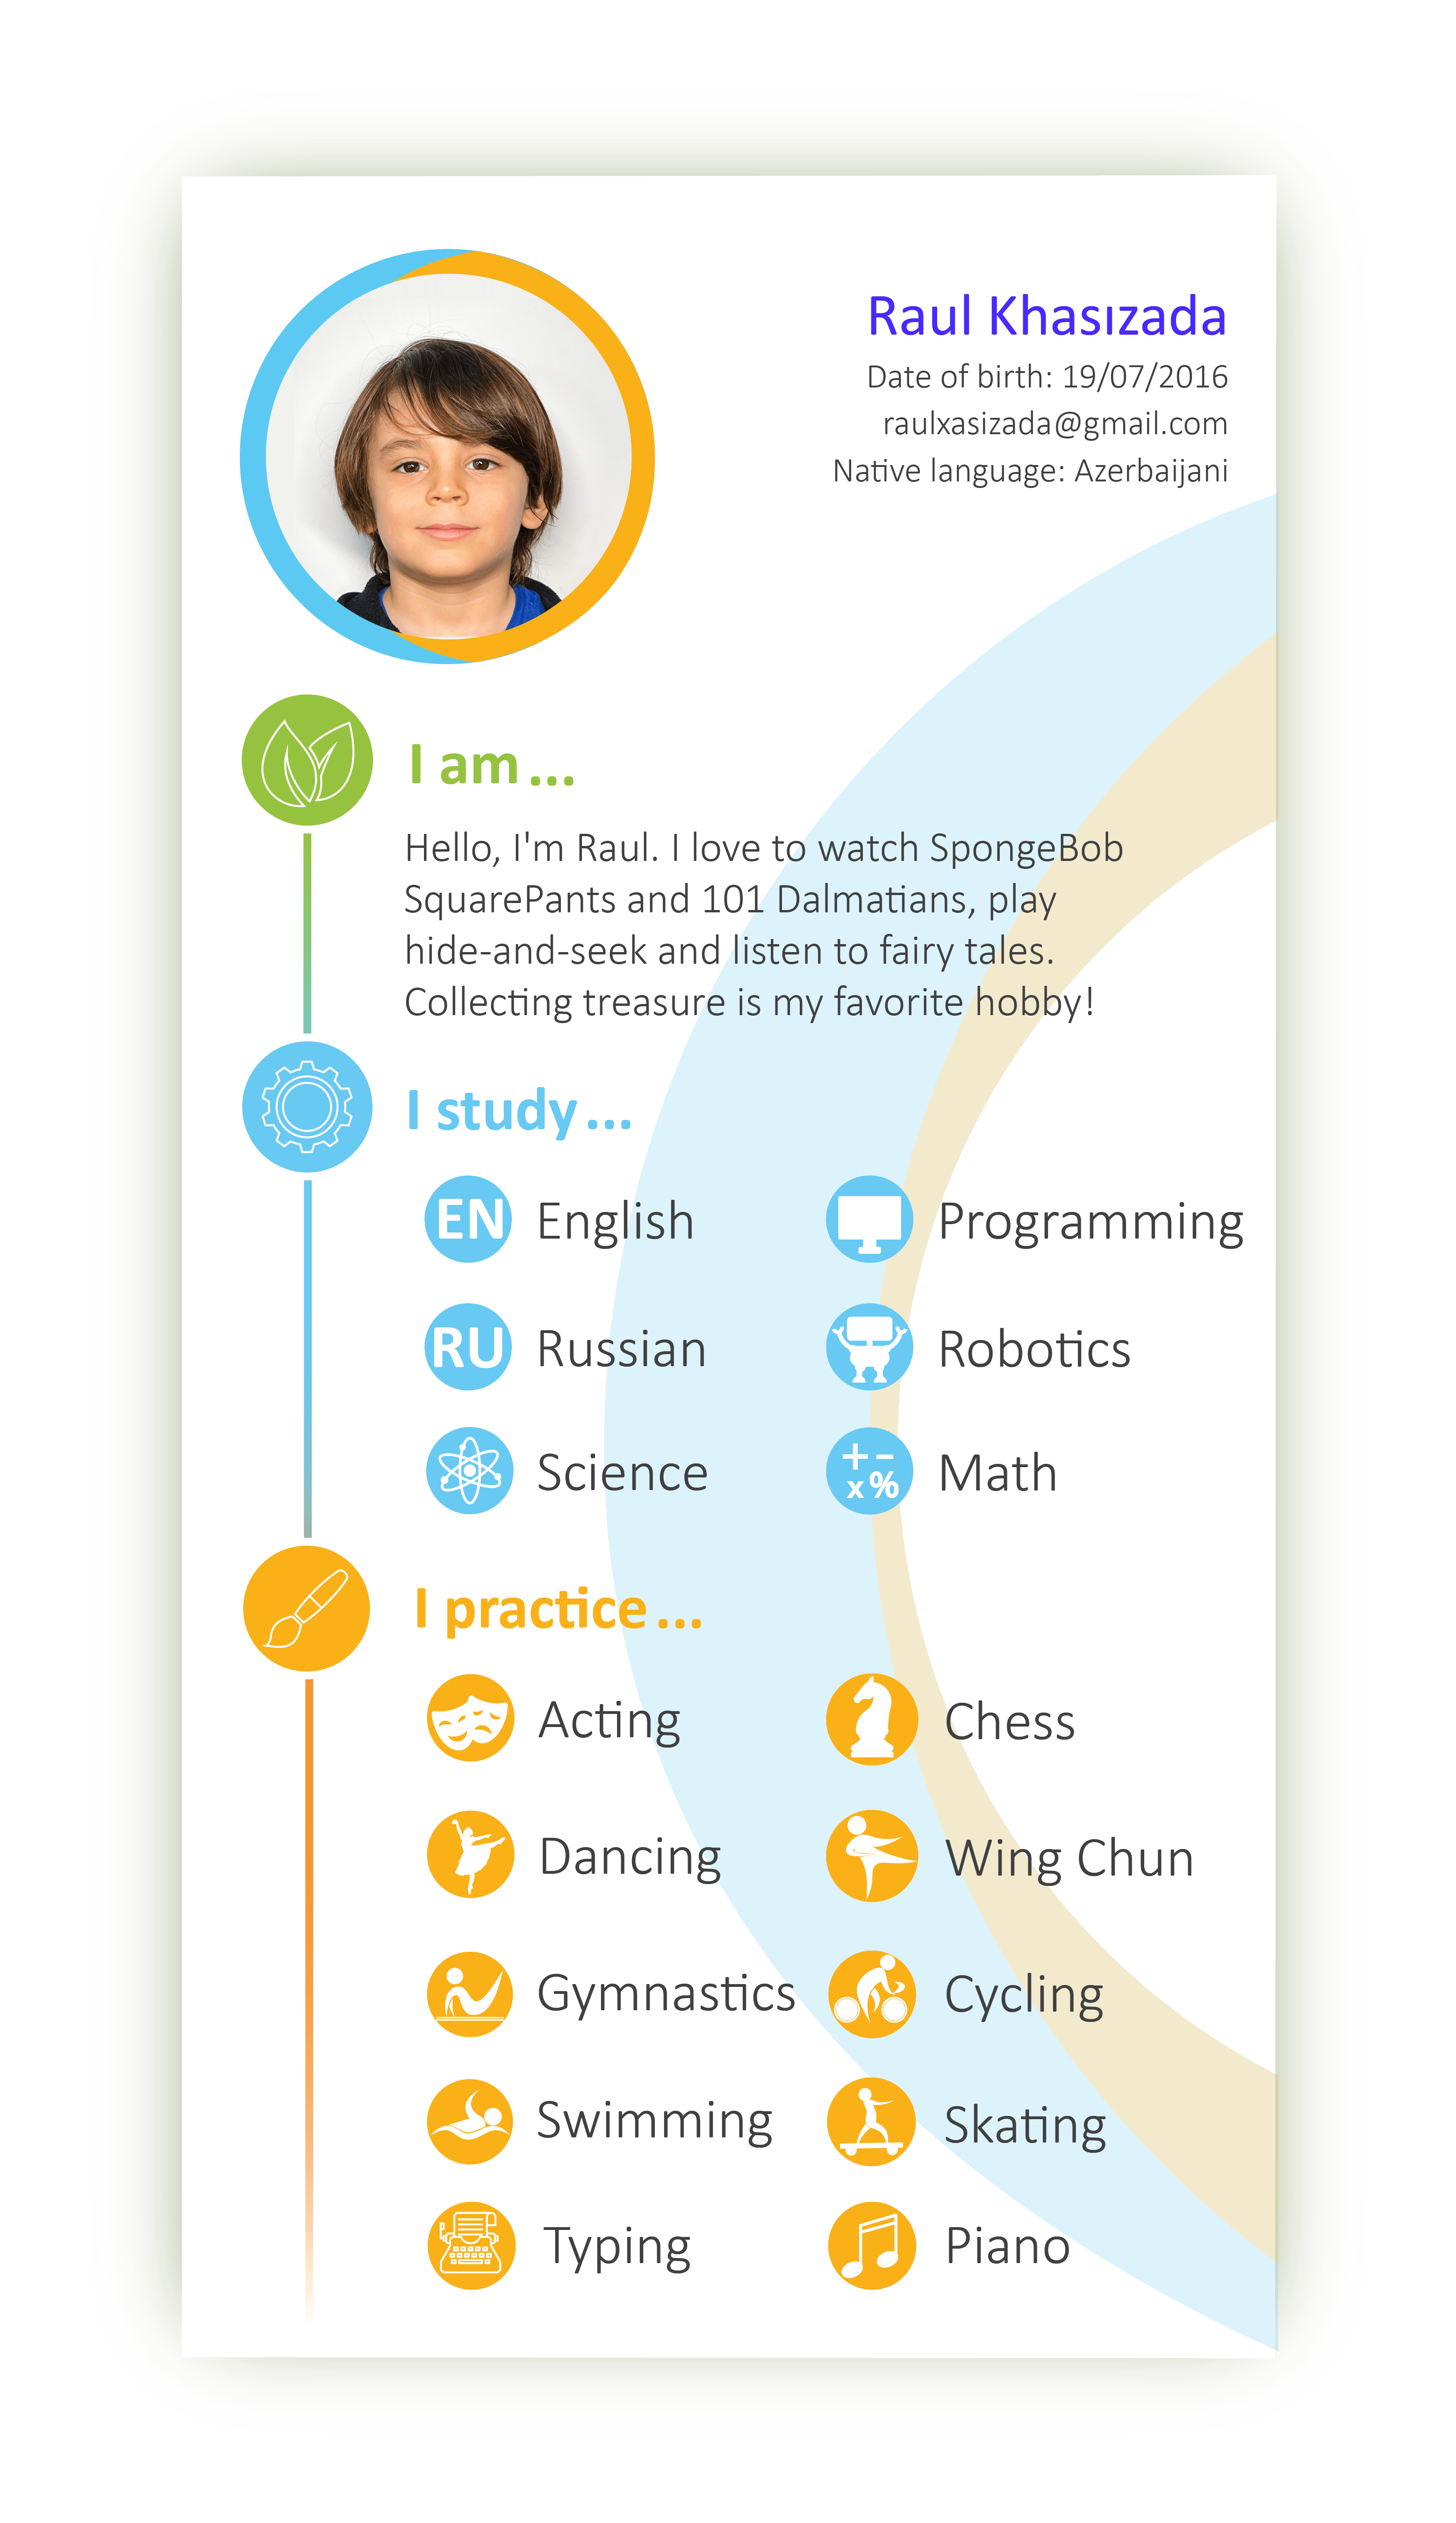 Raul Khasızada
Date of birth: 19/07/2016
raulxasizada@gmail.com
Native language: Azerbaijani
I am...
Hello, I'm Raul. I love to watch SpongeBob
SquarePants and 101 Dalmatians, play
hide-and-seek and listen to fairy tales.
Collecting treasure is my favorite hobby!
I study...
EN English
Programming
RU Russian
Robotics
Science
+ -
x %
Math
I practice...
Acting
Chess
Dancing
Wing Chun
Gymnastics
Cycling
Swimming
Skating
Typing
Piano